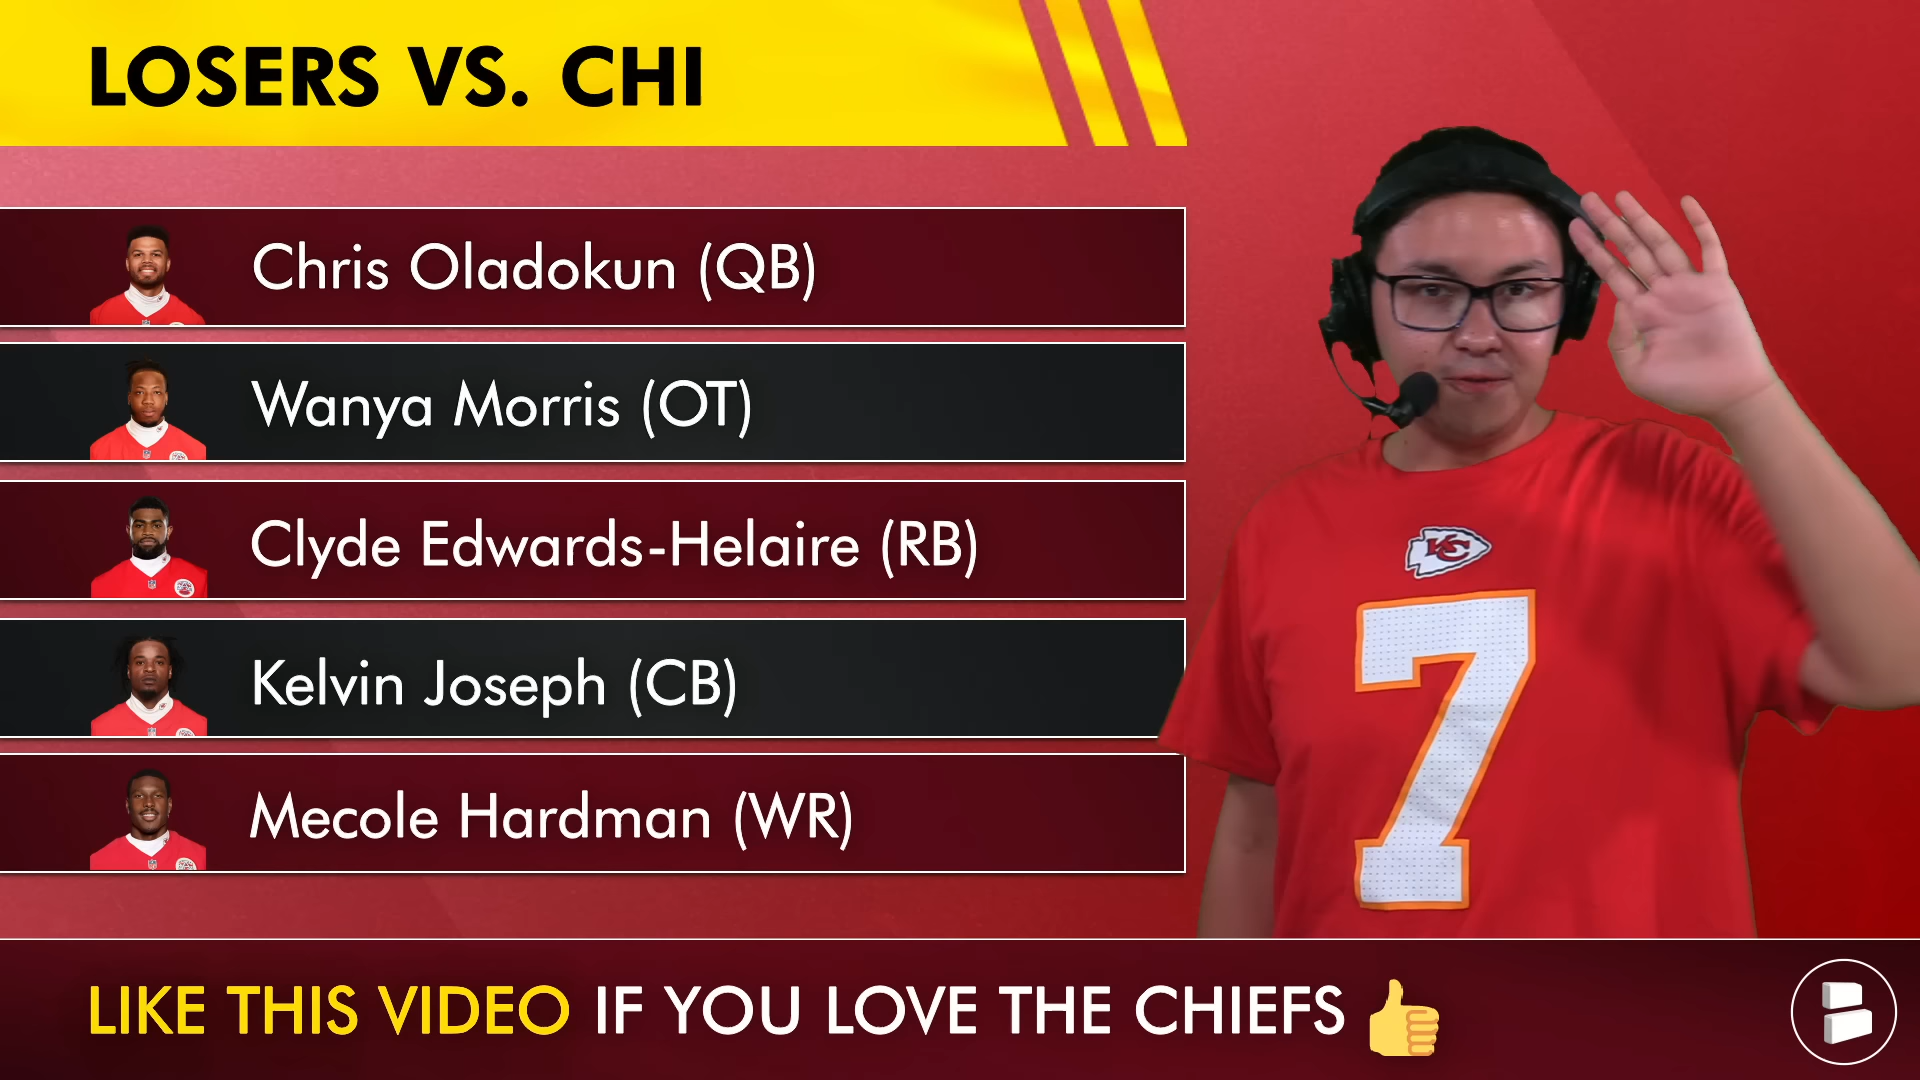 LOSERS VS. CHI
Chris Oladokun (QB)
Wanya Morris (OT)
Clyde Edwards-Helaire (RB)
Kelvin Joseph (CB)
Mecole Hardman (WR)
KC
7
LIKE THIS VIDEO IF YOU LOVE THE CHIEFS 👍